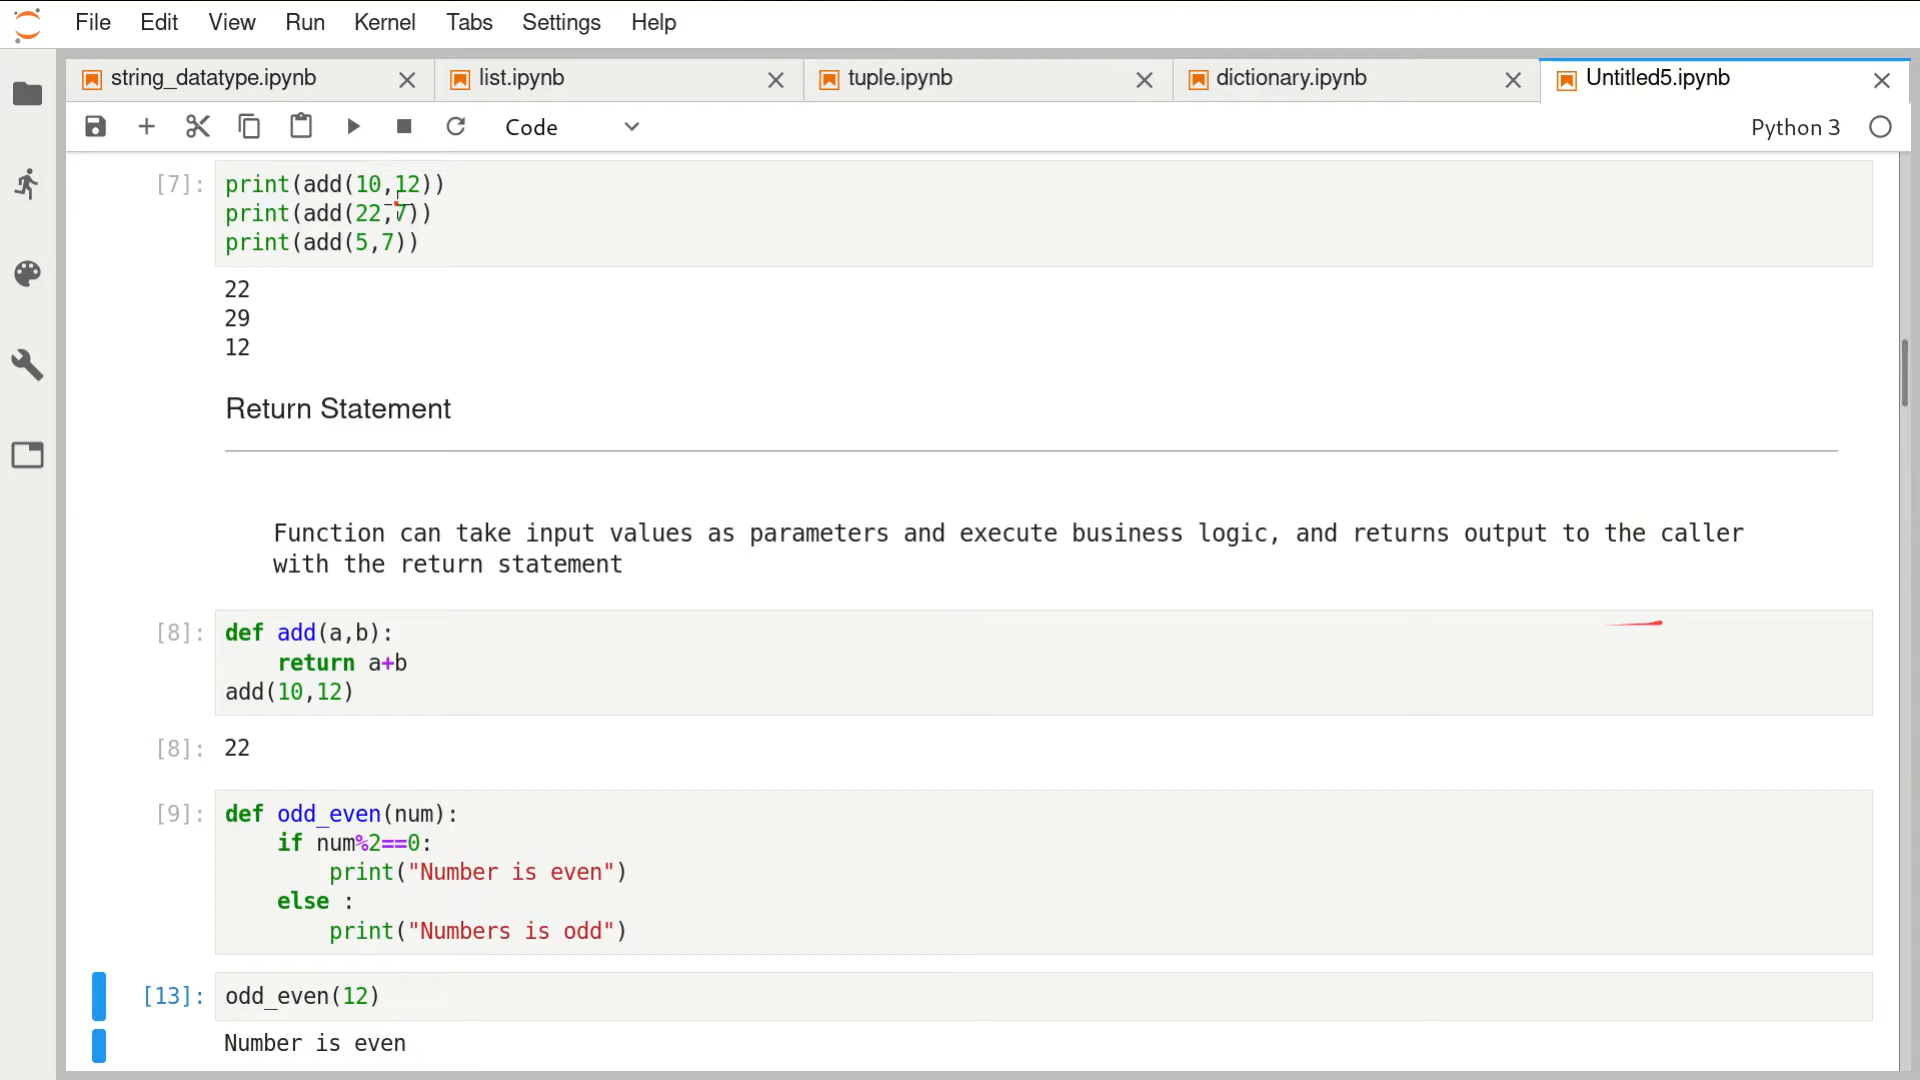 File Edit View Run Kernel Tabs Settings Help
string_datatype.ipynb list.ipynb tuple.ipynb dictionary.ipynb Untitled5.ipynb
Code Python 3
[7]: print(add(10,12))
print(add(22,7))
print(add(5,7))
22
29
12
Return Statement
Function can take input values as parameters and execute business logic, and returns output to the caller
with the return statement
[8]: def add(a,b):
return a+b
add(10,12)
[8]: 22
[9]: def odd_even(num):
if num%2==0:
print("Number is even")
else :
print("Numbers is odd")
[13]: odd_even(12)
Number is even